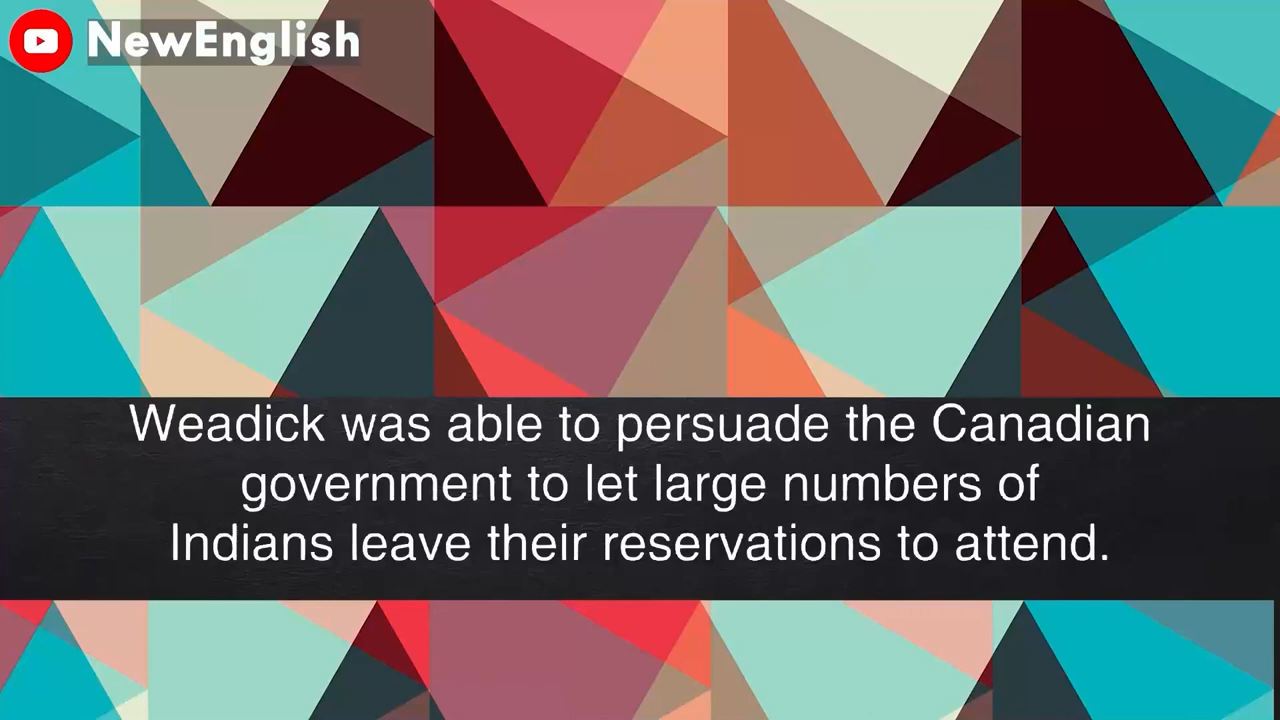 NewEnglish
Weadick was able to persuade the Canadian
government to let large numbers of
Indians leave their reservations to attend.